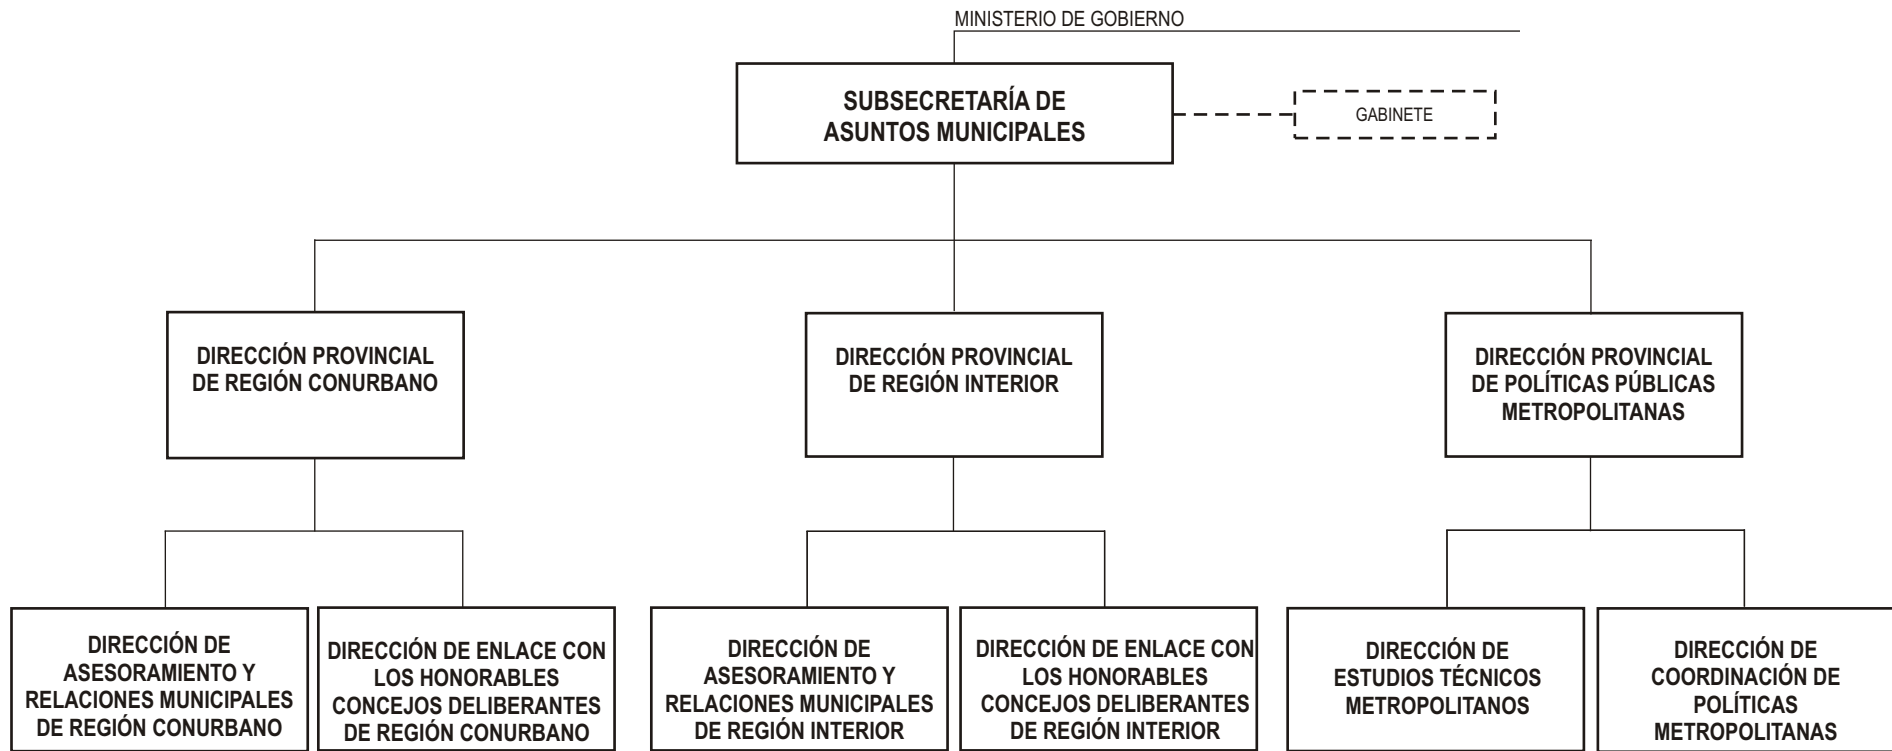 MINISTERIO DE GOBIERNO
SUBSECRETARÍA DE
ASUNTOS MUNICIPALES
GABINETE
DIRECCIÓN PROVINCIAL
DE REGIÓN CONURBANO
DIRECCIÓN PROVINCIAL
DE REGIÓN INTERIOR
DIRECCIÓN PROVINCIAL
DE POLÍTICAS PÚBLICAS
METROPOLITANAS
DIRECCIÓN DE
ASESORAMIENTO Y
RELACIONES MUNICIPALES
DE REGIÓN CONURBANO
DIRECCIÓN DE ENLACE CON
LOS HONORABLES
CONCEJOS DELIBERANTES
DE REGIÓN CONURBANO
DIRECCIÓN DE
ASESORAMIENTO Y
RELACIONES MUNICIPALES
DE REGIÓN INTERIOR
DIRECCIÓN DE ENLACE CON
LOS HONORABLES
CONCEJOS DELIBERANTES
DE REGIÓN INTERIOR
DIRECCIÓN DE
ESTUDIOS TÉCNICOS
METROPOLITANOS
DIRECCIÓN DE
COORDINACIÓN DE
POLÍTICAS
METROPOLITANAS